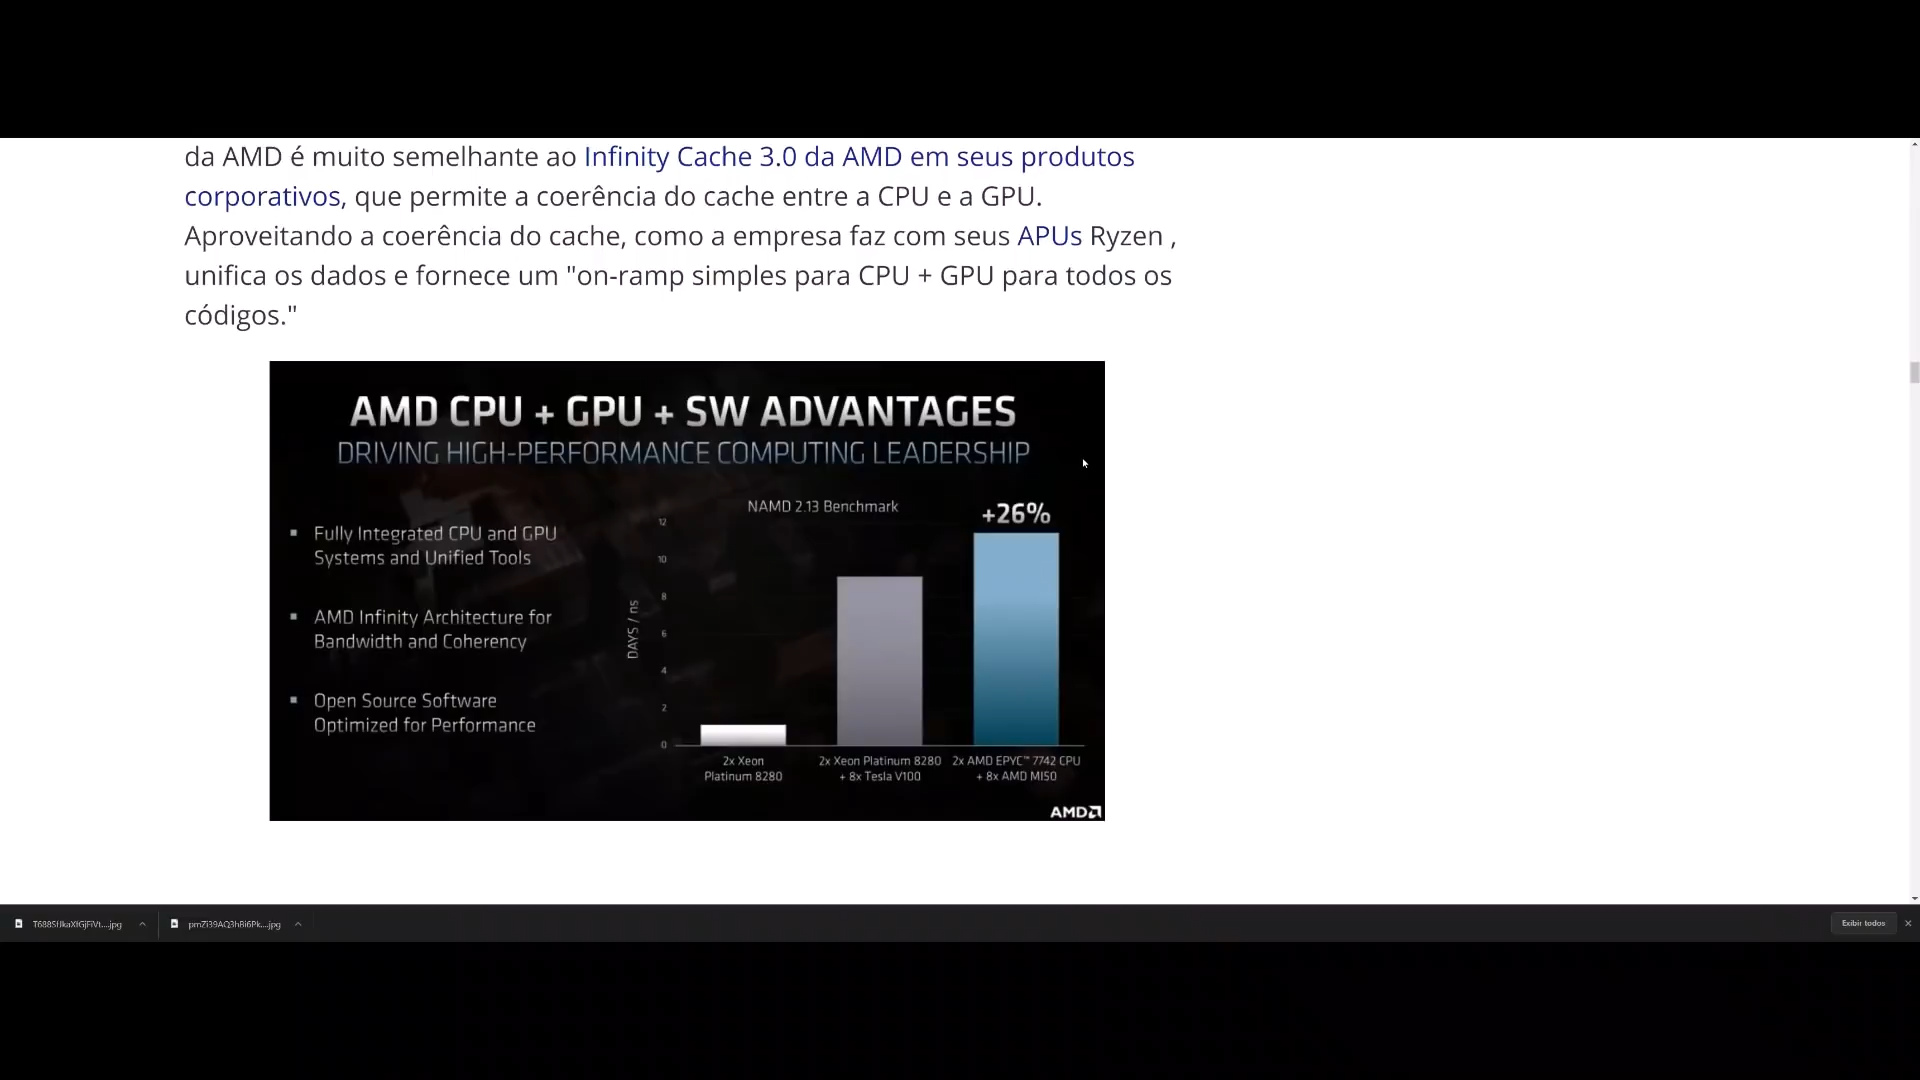 da AMD é muito semelhante ao Infinity Cache 3.0 da AMD em seus produtos
corporativos, que permite a coerência do cache entre a CPU e a GPU.
Aproveitando a coerência do cache, como a empresa faz com seus APUs Ryzen ,
unifica os dados e fornece um "on-ramp simples para CPU + GPU para todos os
códigos."
AMD CPU + GPU + SW ADVANTAGES
DRIVING HIGH-PERFORMANCE COMPUTING LEADERSHIP
▪ Fully Integrated CPU and GPU
Systems and Unified Tools
▪ AMD Infinity Architecture for
Bandwidth and Coherency
▪ Open Source Software
Optimized for Performance
NAMD 2.13 Benchmark
+26%
12
10
8
6
4
2
0
DAYS / ns
2x Xeon
Platinum 8280
2x Xeon Platinum 8280
+ 8x Tesla V100
2x AMD EPYC™ 7742 CPU
+ 8x AMD MI50
AMD
Exibir todos